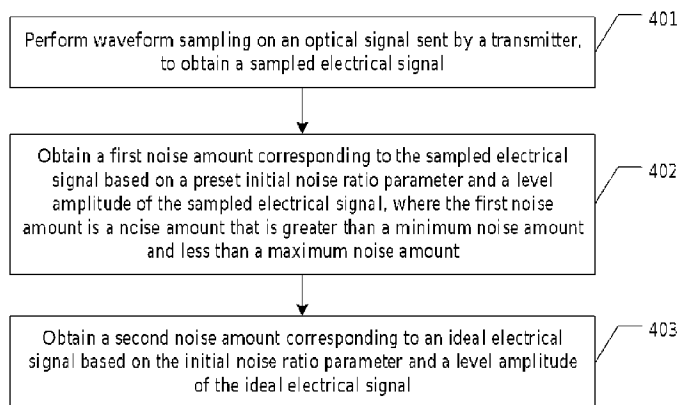 Perform waveform sampling on an optical signal sent by a transmitter,
to obtain a sampled electrical signal
401
Obtain a first noise amount corresponding to the sampled electrical
signal based on a preset initial noise ratio parameter and a level
amplitude of the sampled electrical signal, where the first noise
amount is a noise amount that is greater than a minimum noise amount
and less than a maximum noise amount
402
Obtain a second noise amount corresponding to an ideal electrical
signal based on the initial noise ratio parameter and a level amplitude
of the ideal electrical signal
403